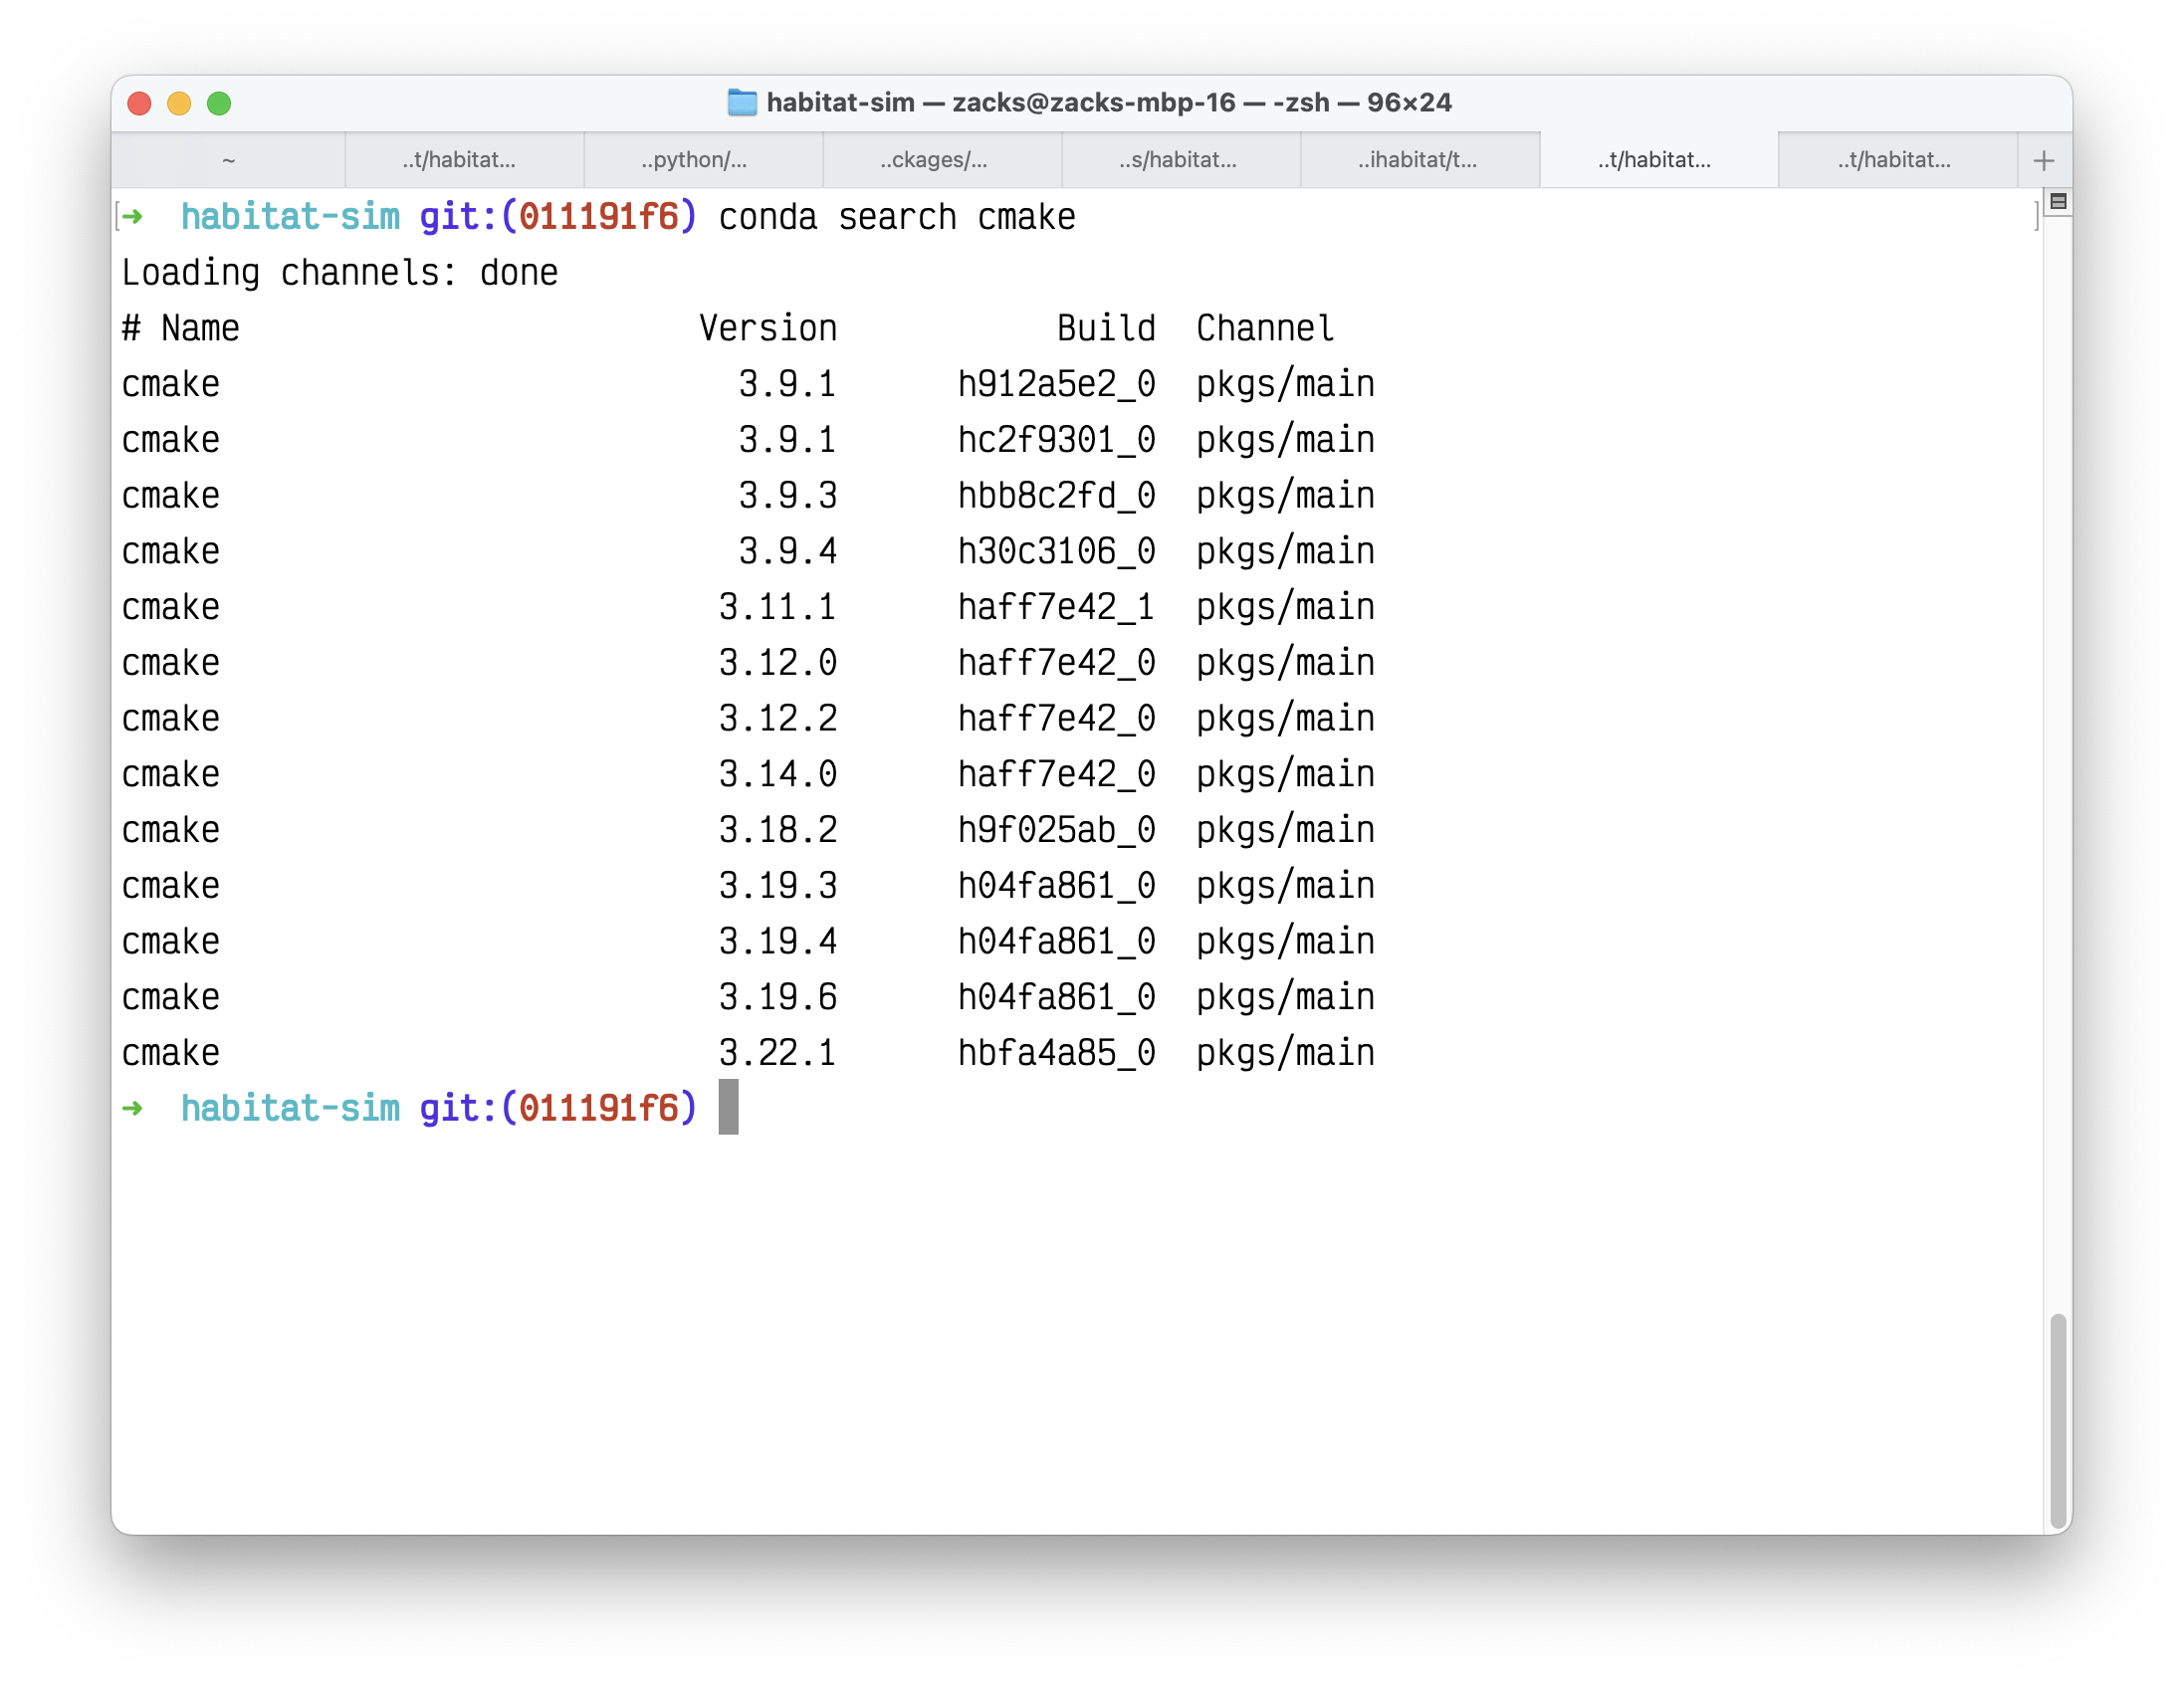 habitat-sim — zacks@zacks-mbp-16 — -zsh — 96×24
~ ..t/habitat... ..python/... ..ckages/... ..s/habitat... ..ihabitat/t... ..t/habitat... ..t/habitat... +
[➜  habitat-sim git:(011191f6) conda search cmake ]
Loading channels: done
# Name                       Version           Build  Channel
cmake                          3.9.1      h912a5e2_0  pkgs/main
cmake                          3.9.1      hc2f9301_0  pkgs/main
cmake                          3.9.3      hbb8c2fd_0  pkgs/main
cmake                          3.9.4      h30c3106_0  pkgs/main
cmake                         3.11.1      haff7e42_1  pkgs/main
cmake                         3.12.0      haff7e42_0  pkgs/main
cmake                         3.12.2      haff7e42_0  pkgs/main
cmake                         3.14.0      haff7e42_0  pkgs/main
cmake                         3.18.2      h9f025ab_0  pkgs/main
cmake                         3.19.3      h04fa861_0  pkgs/main
cmake                         3.19.4      h04fa861_0  pkgs/main
cmake                         3.19.6      h04fa861_0  pkgs/main
cmake                         3.22.1      hbfa4a85_0  pkgs/main
➜  habitat-sim git:(011191f6)